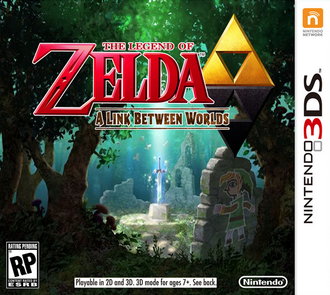 NINTENDO
NETWORK
THE LEGEND OF
ZELDA
A LINK BETWEEN WORLDS
NINTENDO 3DS
RATING PENDING
RP
ESRB
Playable in 2D and 3D. 3D mode for ages 7+. See back.